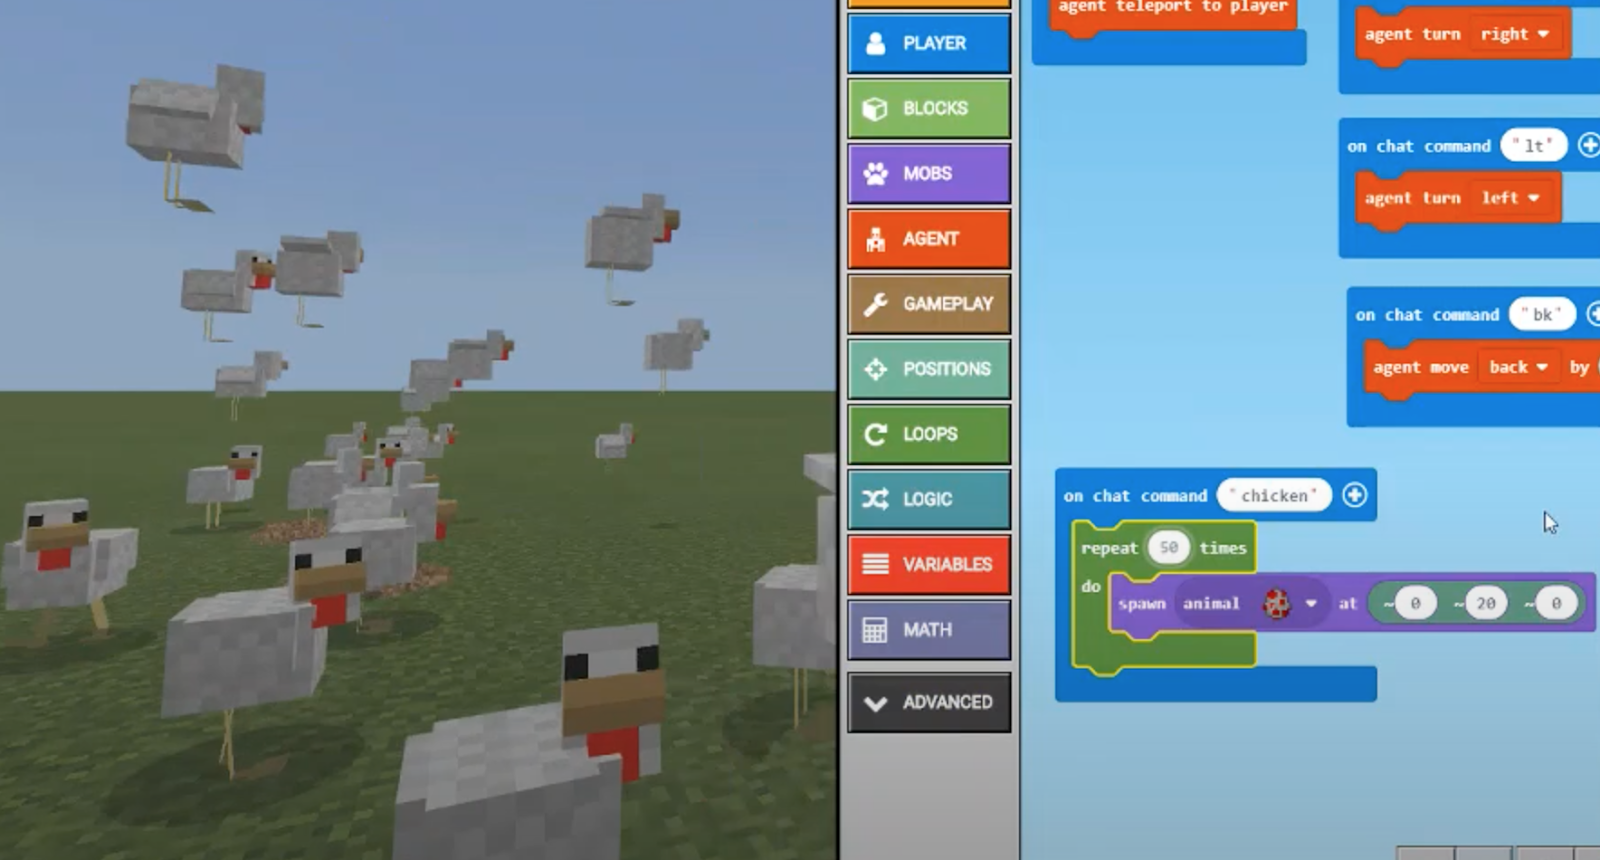 PLAYER
BLOCKS
MOBS
AGENT
GAMEPLAY
POSITIONS
LOOPS
LOGIC
VARIABLES
MATH
ADVANCED
agent teleport to player
agent turn right
on chat command "lt"
agent turn left
on chat command "bk"
agent move back by
on chat command "chicken"
repeat 50 times
do
spawn animal at ~0 ~20 ~0